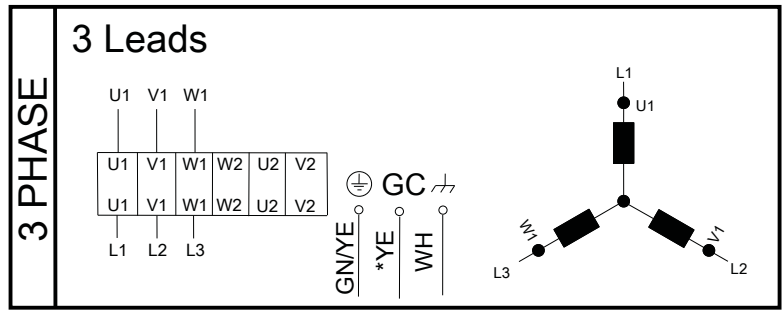 3 PHASE
3 Leads
U1 V1 W1
U1 V1 W1 W2 U2 V2
U1 V1 W1 W2 U2 V2
L1 L2 L3
GC
GN/YE
*YE
WH
L1
U1
W1
V1
L3
L2